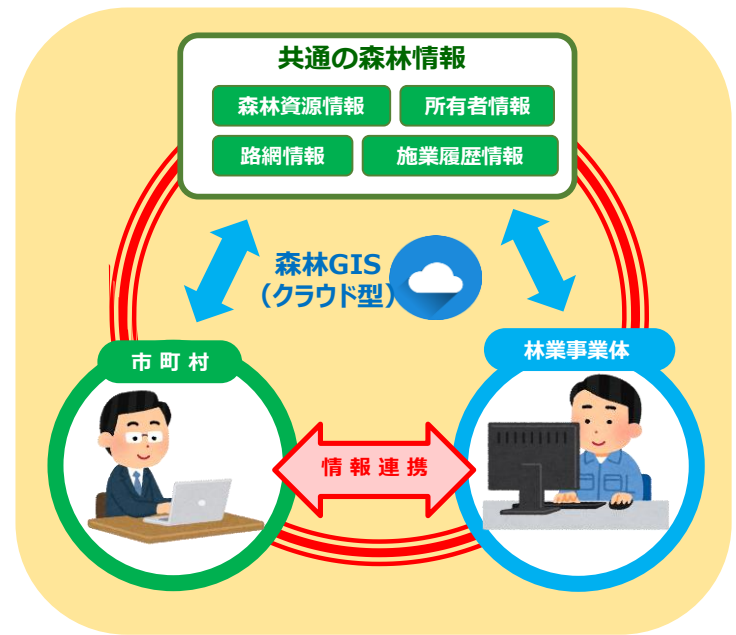 共通の森林情報
森林資源情報
所有者情報
路網情報
施業履歴情報
森林GIS
（クラウド型）
市町村
林業事業体
情報連携